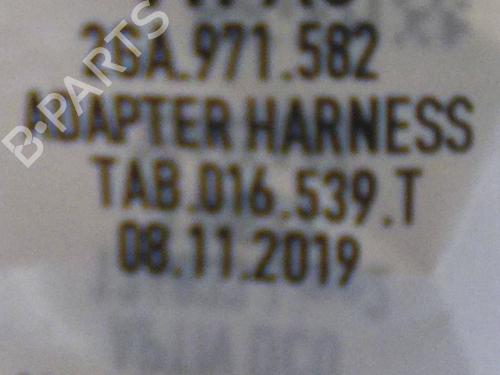 2GA.971.582
ADAPTER HARNESS
TAB.016.539.T
08.11.2019
B-PARTS